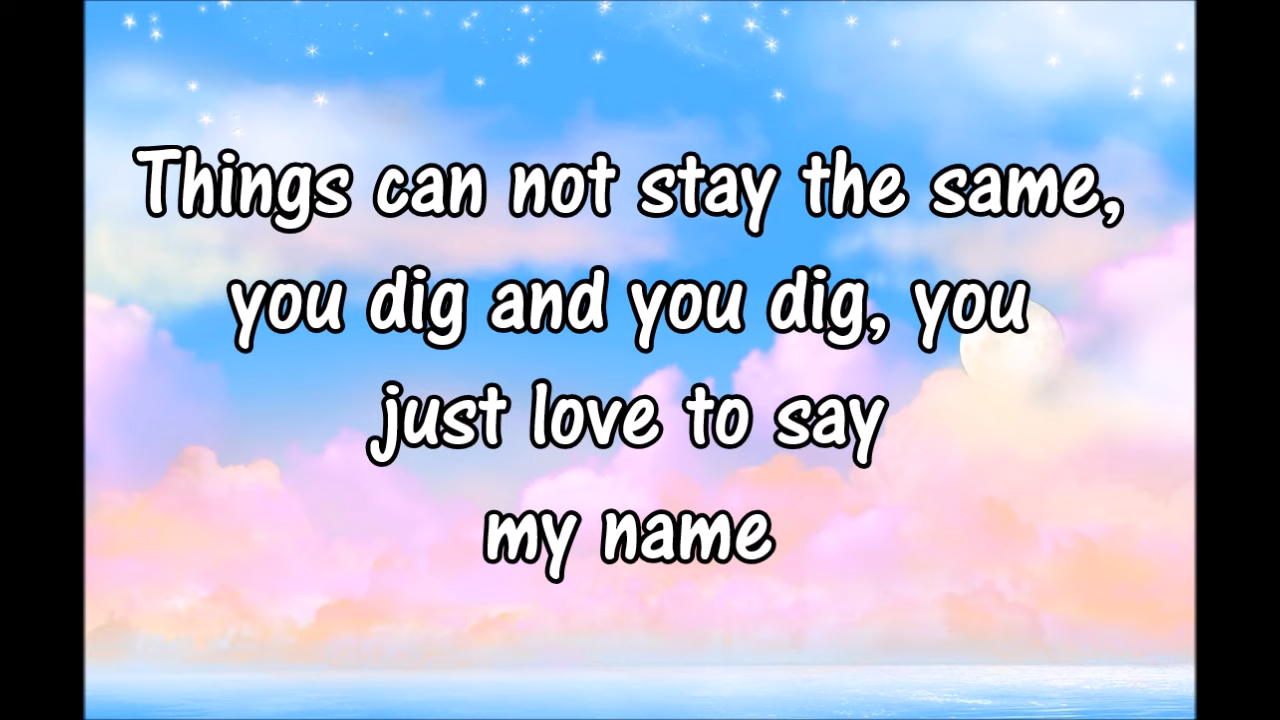 Things can not stay the same,
you dig and you dig, you
just love to say
my name